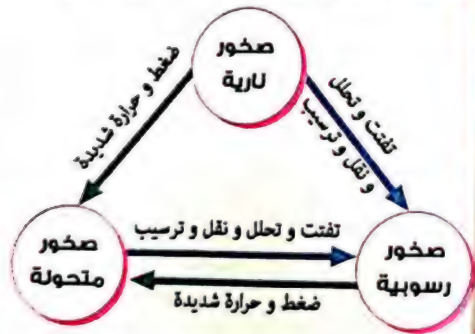 صخور
نارية
ضغط و حرارة شديدة
تفتت و تحلل
و نقل و ترسيب
صخور
متحولة
تفتت و تحلل و نقل و ترسيب
ضغط و حرارة شديدة
صخور
رسوبية